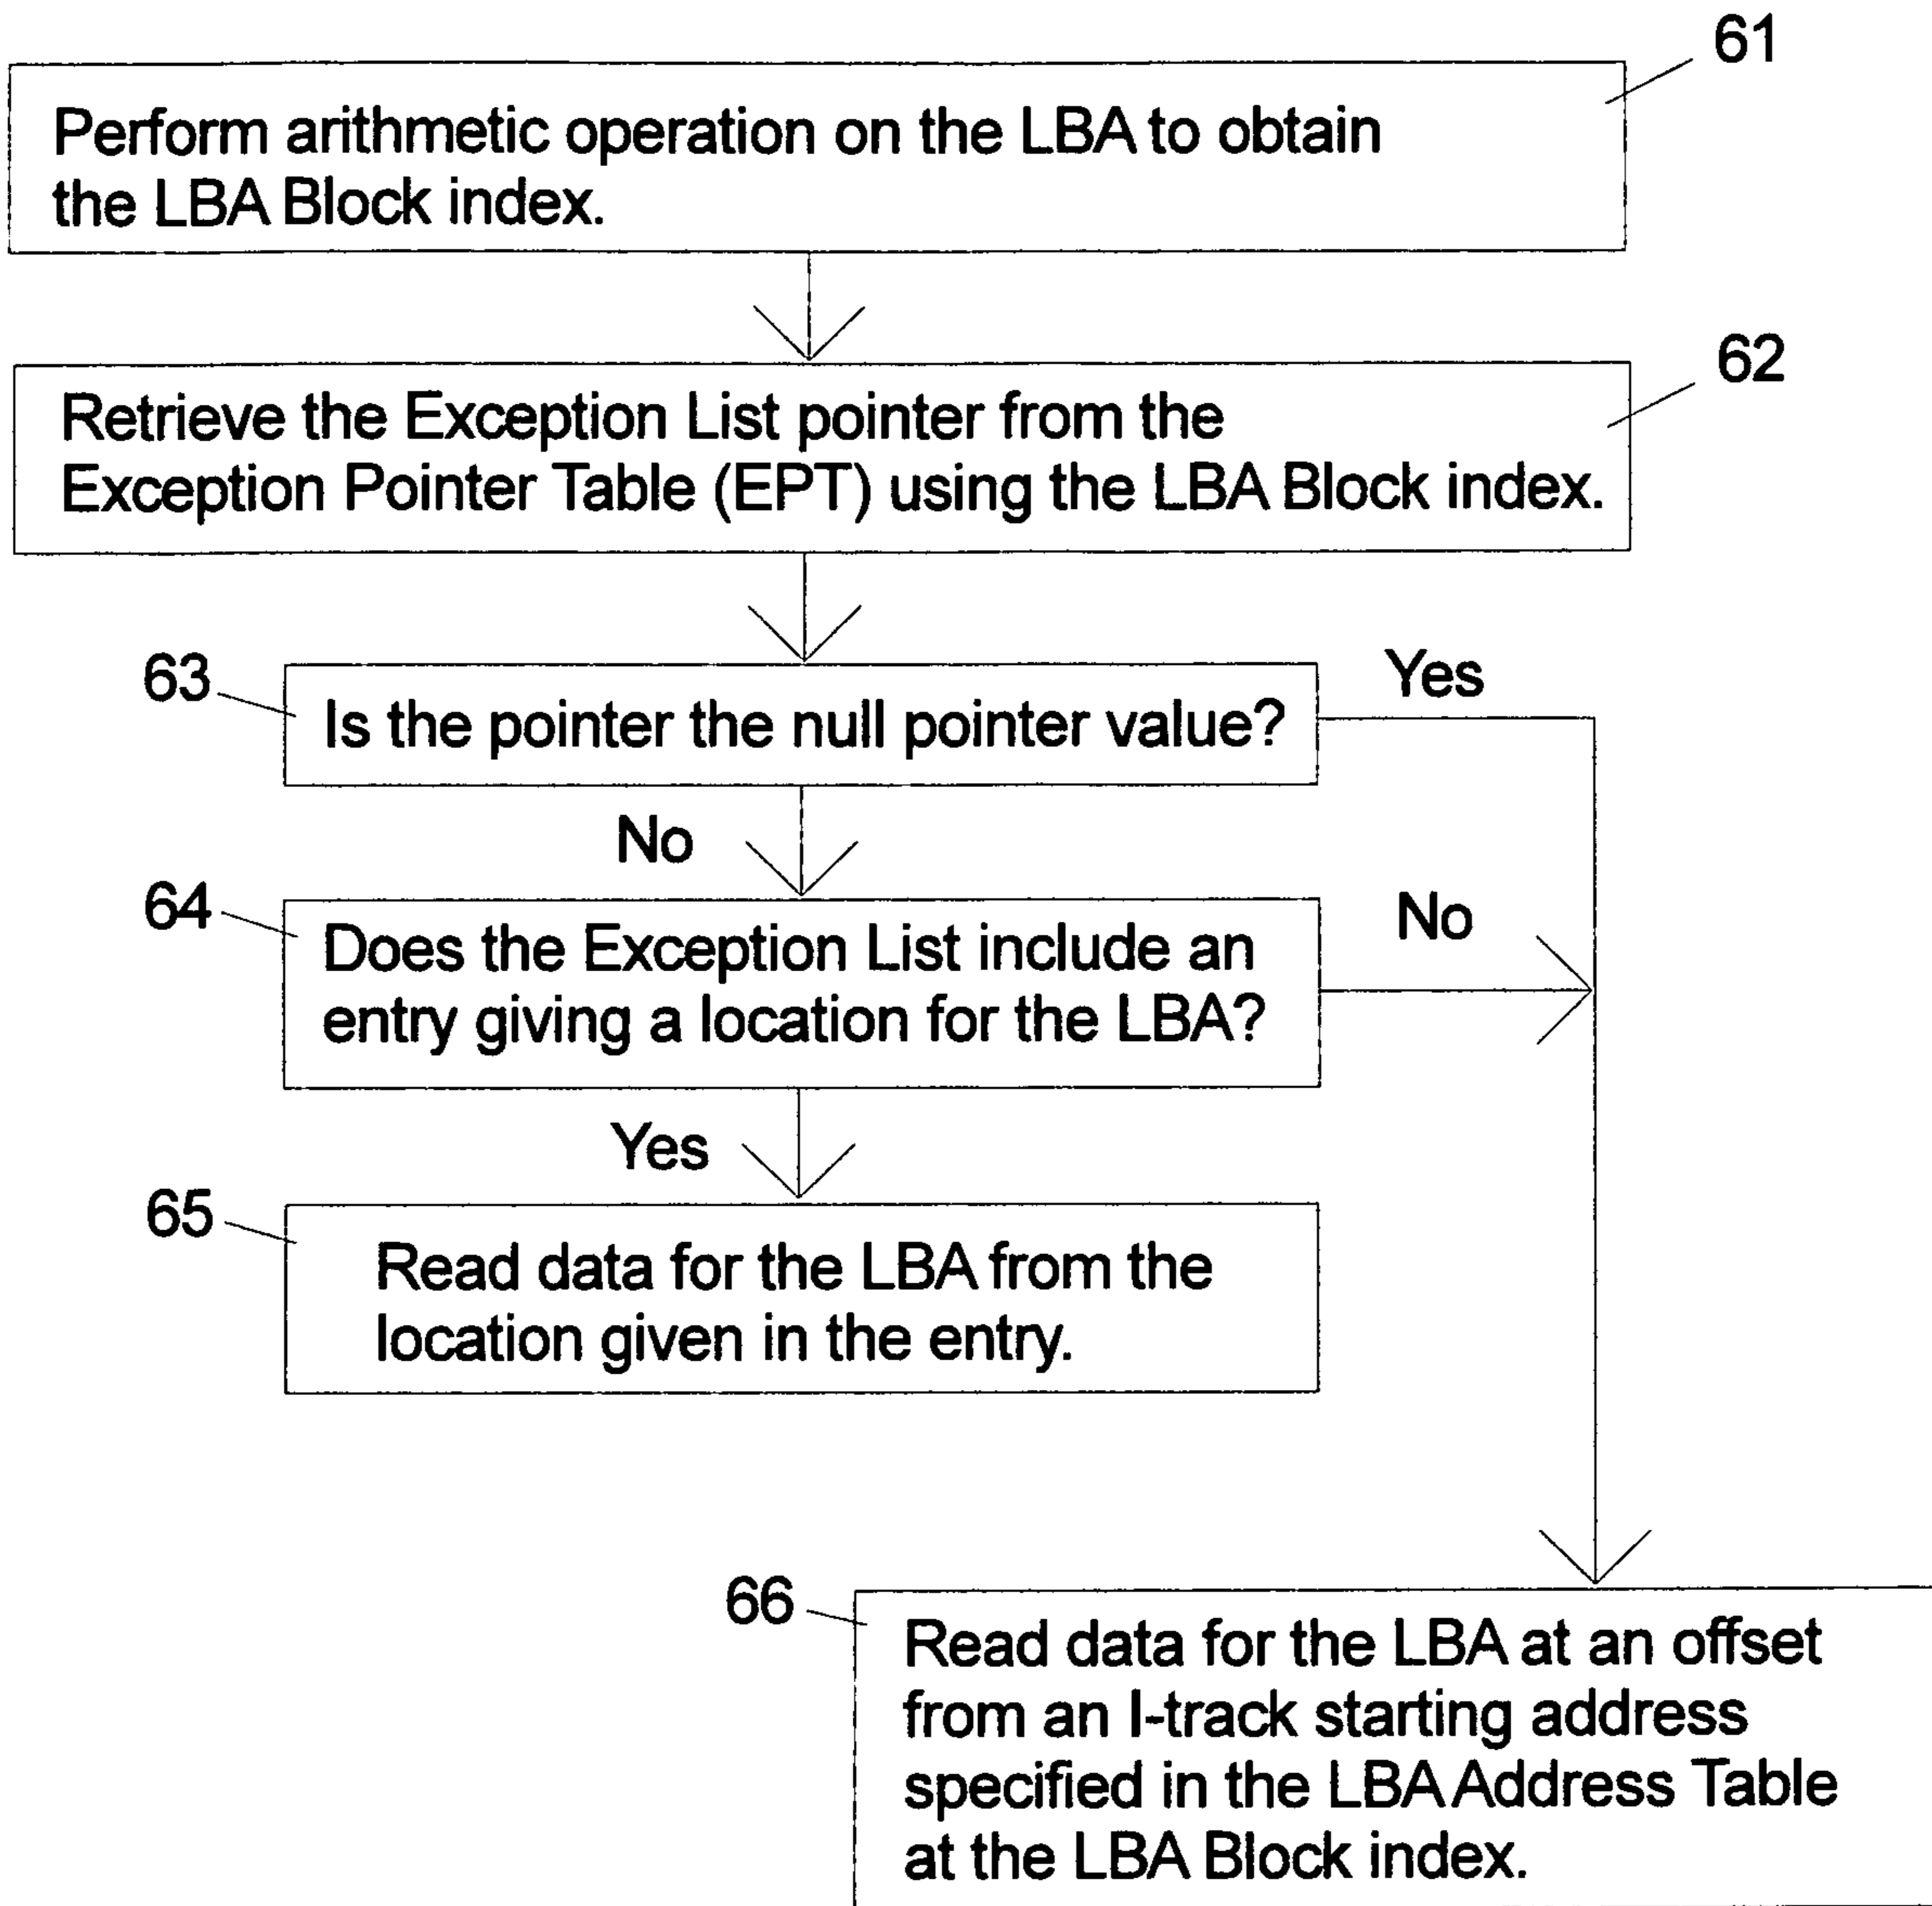 61
Perform arithmetic operation on the LBA to obtain
the LBA Block index.
62
Retrieve the Exception List pointer from the
Exception Pointer Table (EPT) using the LBA Block index.
63
Is the pointer the null pointer value?
Yes
No
64
Does the Exception List include an
entry giving a location for the LBA?
No
Yes
65
Read data for the LBA from the
location given in the entry.
66
Read data for the LBA at an offset
from an I-track starting address
specified in the LBA Address Table
at the LBA Block index.